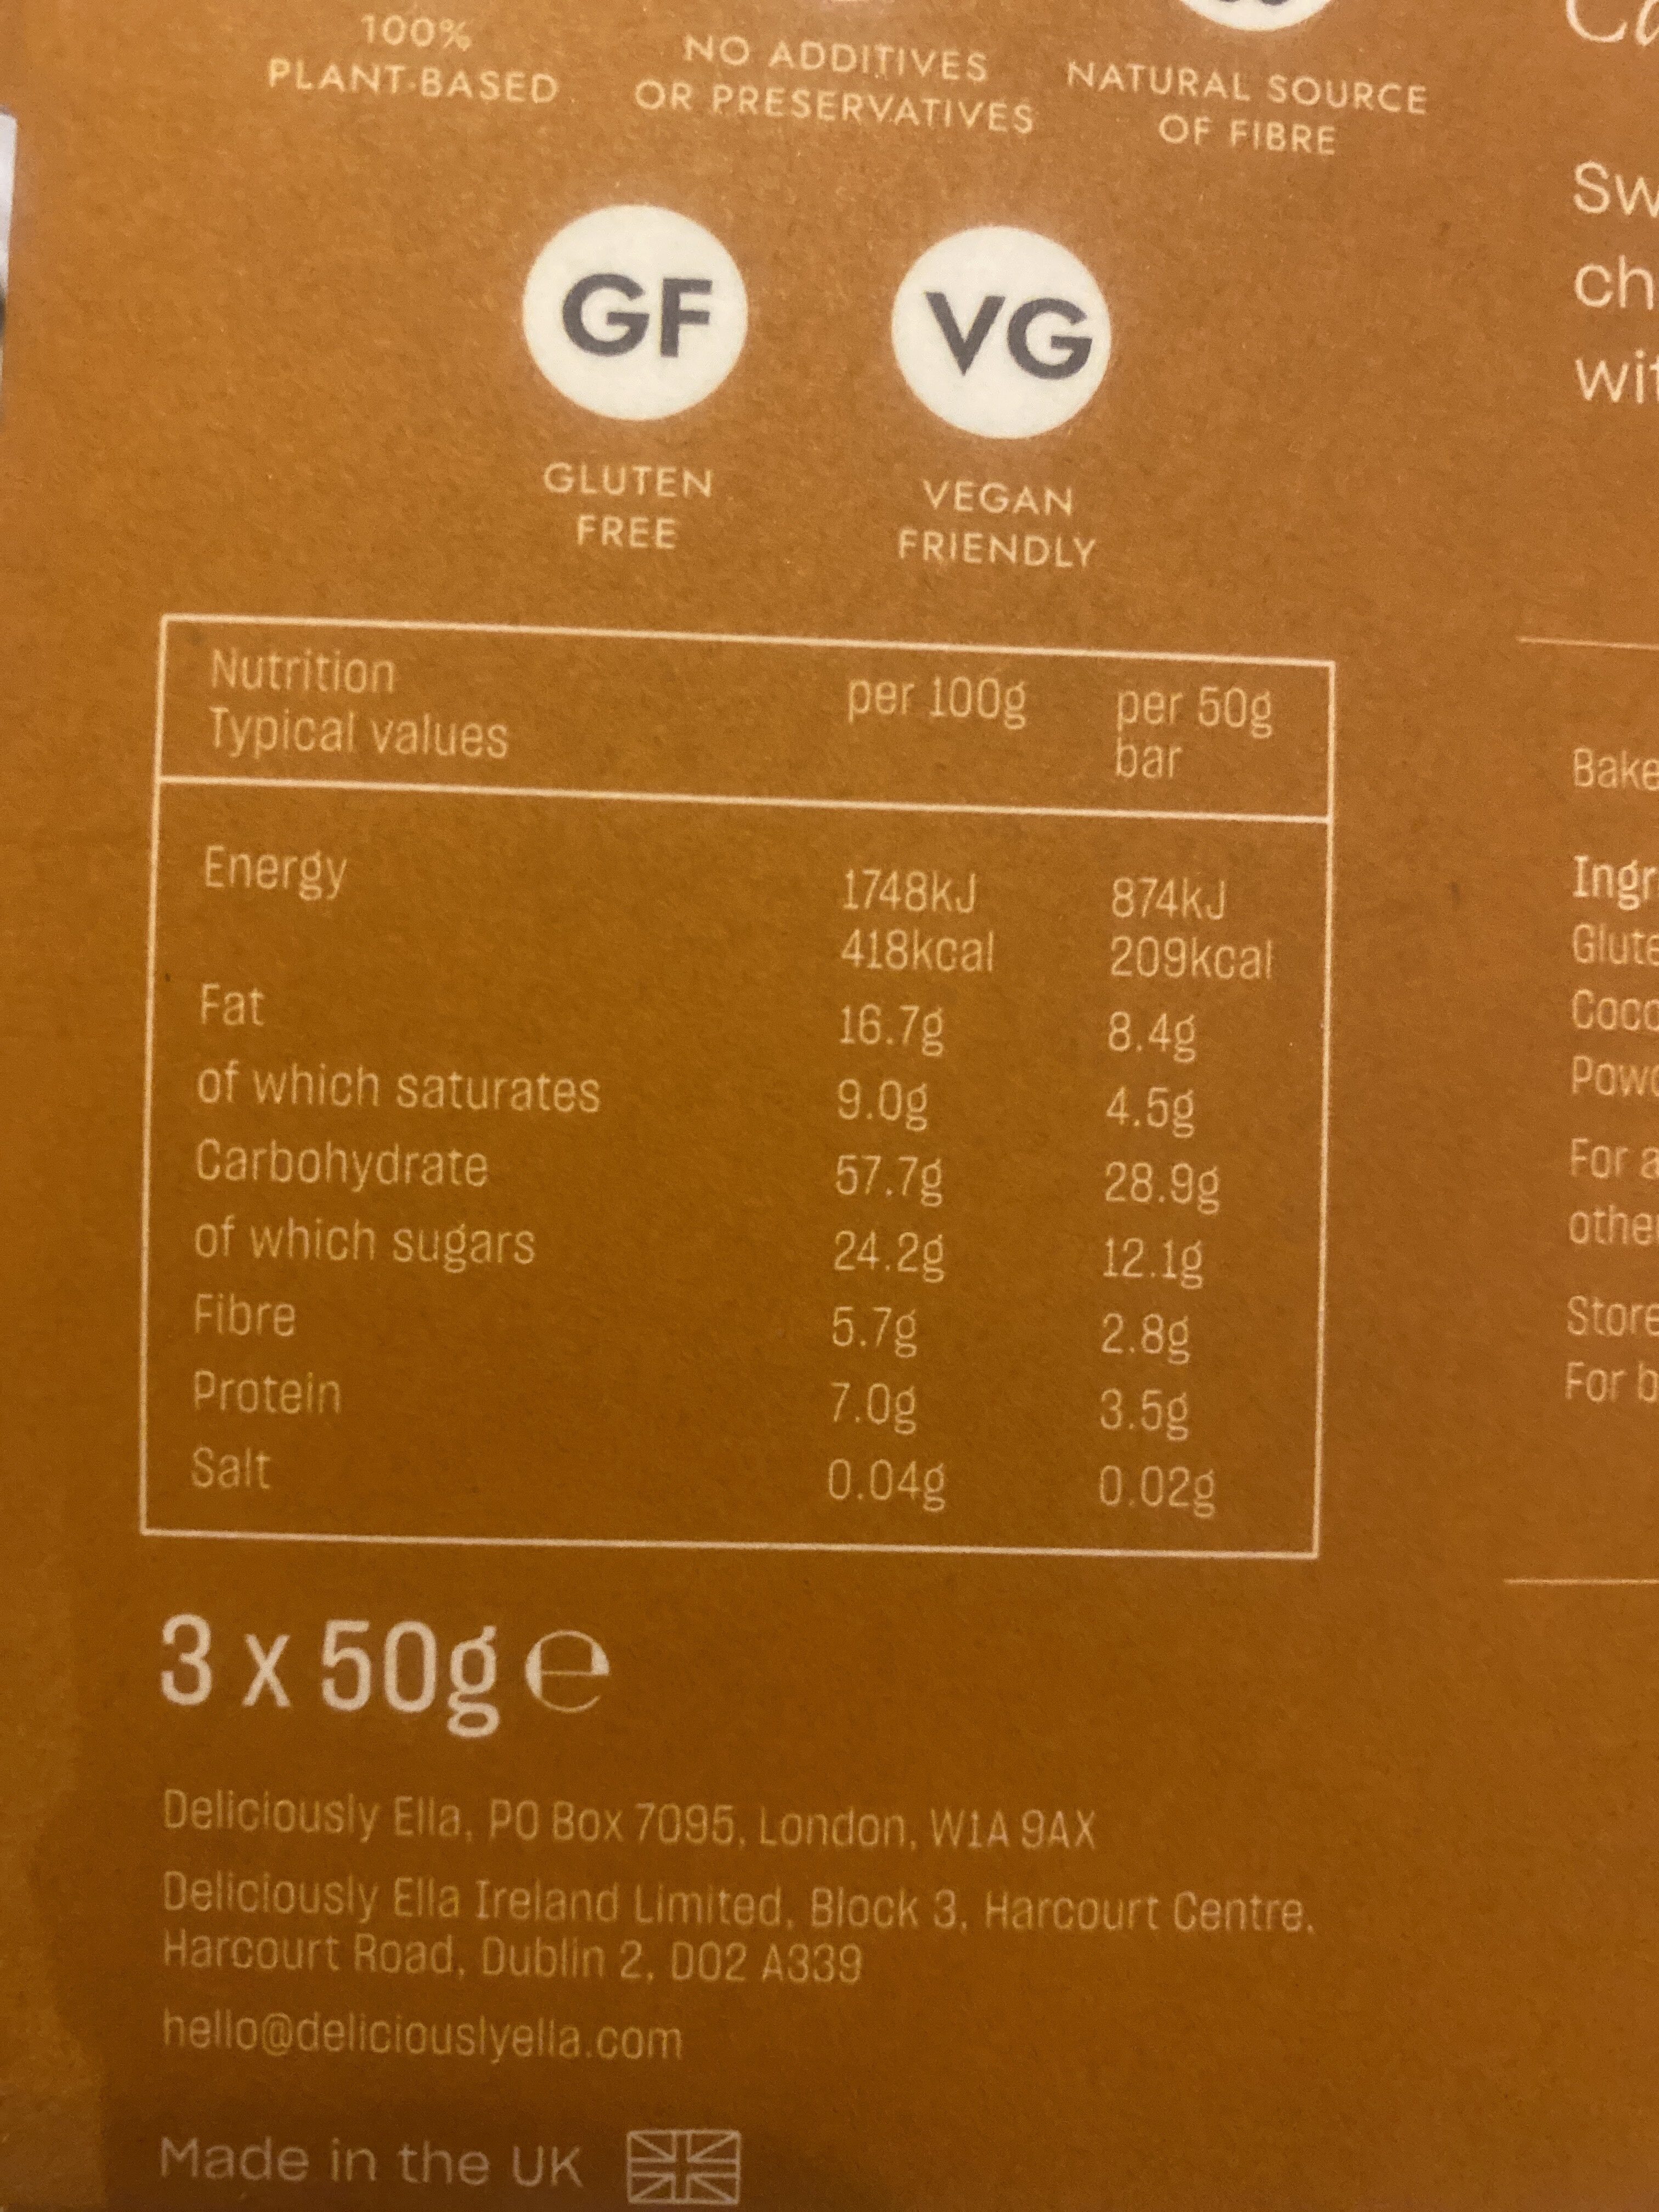 100%
PLANT-BASED
NO ADDITIVES
OR PRESERVATIVES
NATURAL SOURCE
OF FIBRE
GF
GLUTEN
FREE
VG
VEGAN
FRIENDLY
Nutrition
Typical values per 100g per 50g
bar
Energy 1748kJ 874kJ
418kcal 209kcal
Fat 16.7g 8.4g
of which saturates 9.0g 4.5g
Carbohydrate 57.7g 28.9g
of which sugars 24.2g 12.1g
Fibre 5.7g 2.8g
Protein 7.0g 3.5g
Salt 0.04g 0.02g
3 x 50g ℮
Deliciously Ella, PO Box 7095, London, W1A 9AX
Deliciously Ella Ireland Limited, Block 3, Harcourt Centre,
Harcourt Road, Dublin 2, D02 A339
hello@deliciouslyella.com
Made in the UK
For